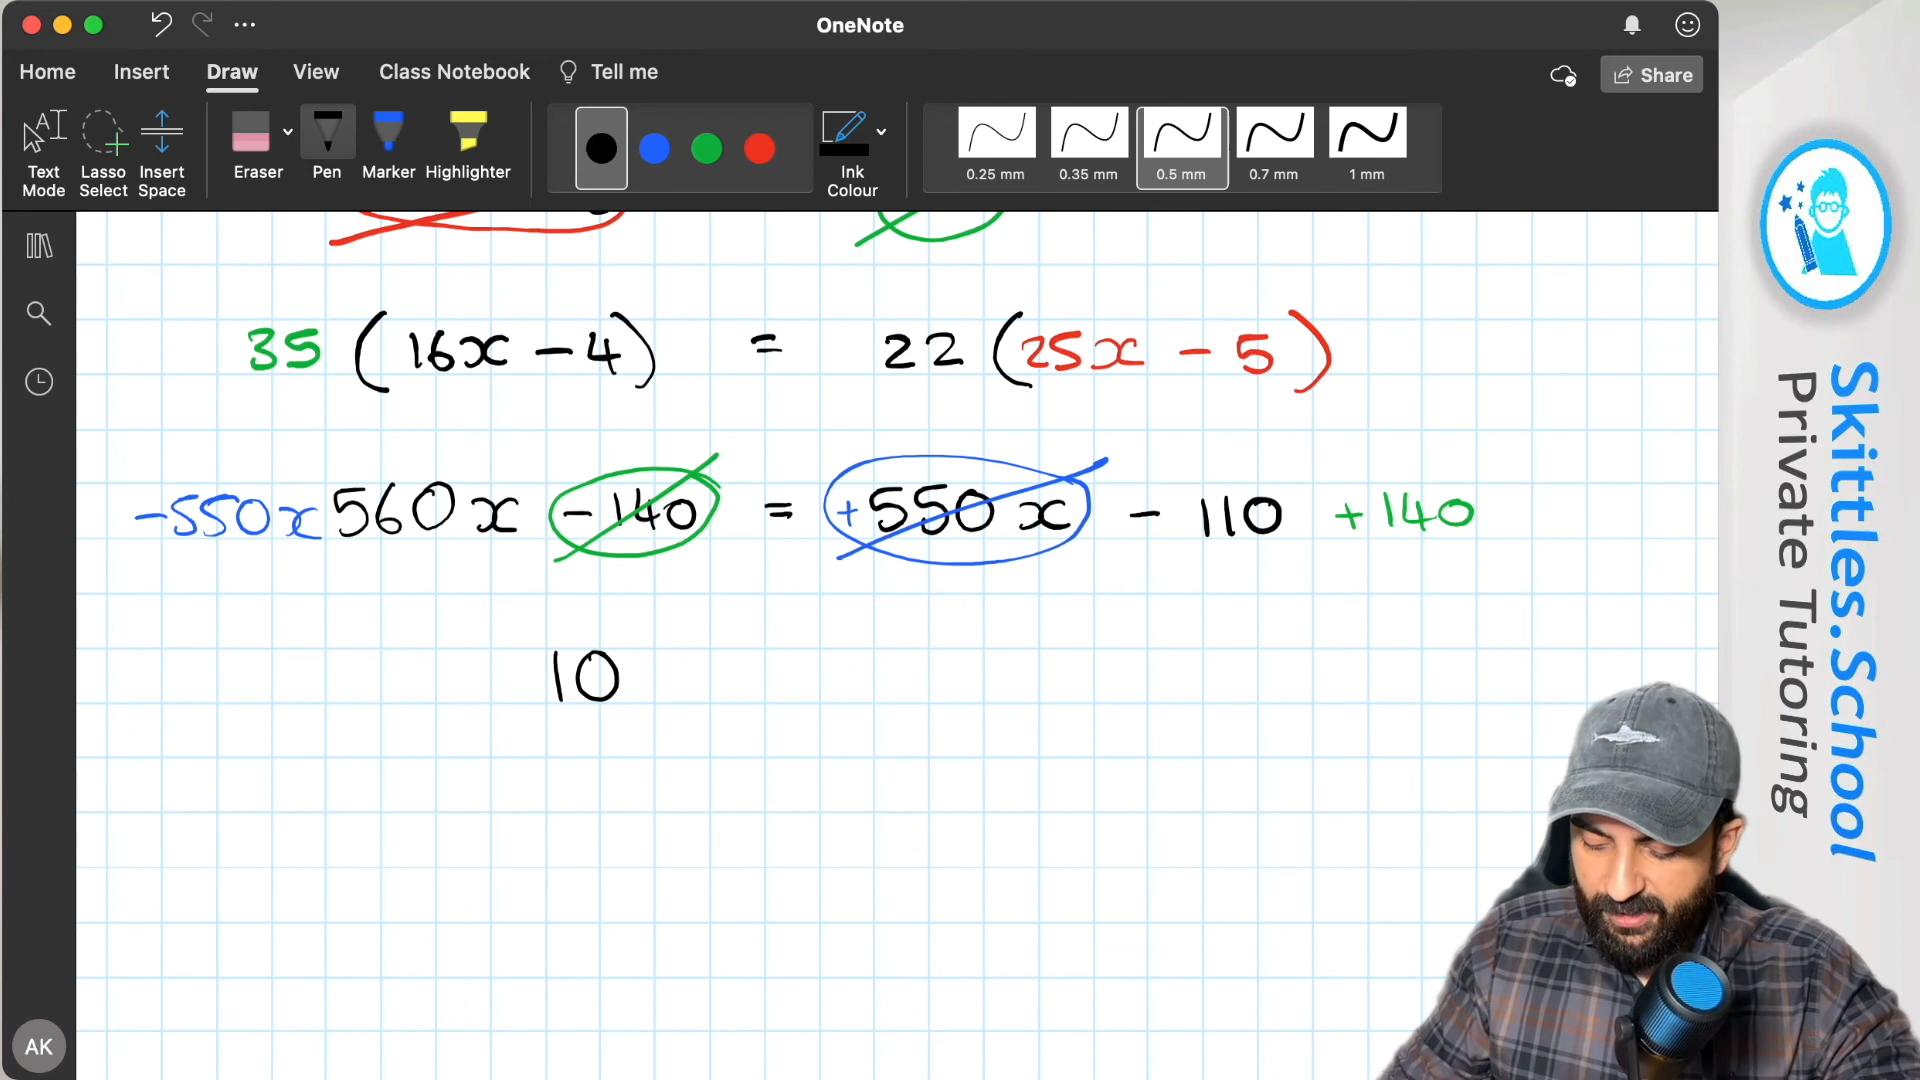 OneNote
Home Insert Draw View Class Notebook Tell me Share
Text Mode
Lasso Select
Insert Space
Eraser
Pen
Marker
Highlighter
Ink Colour
0.25 mm
0.35 mm
0.5 mm
0.7 mm
1 mm
35 (16x - 4) = 22 (25x - 5)
-550x 560x - 140 = +550x - 110 + 140
10
AK
Skittles.School
Private Tutoring